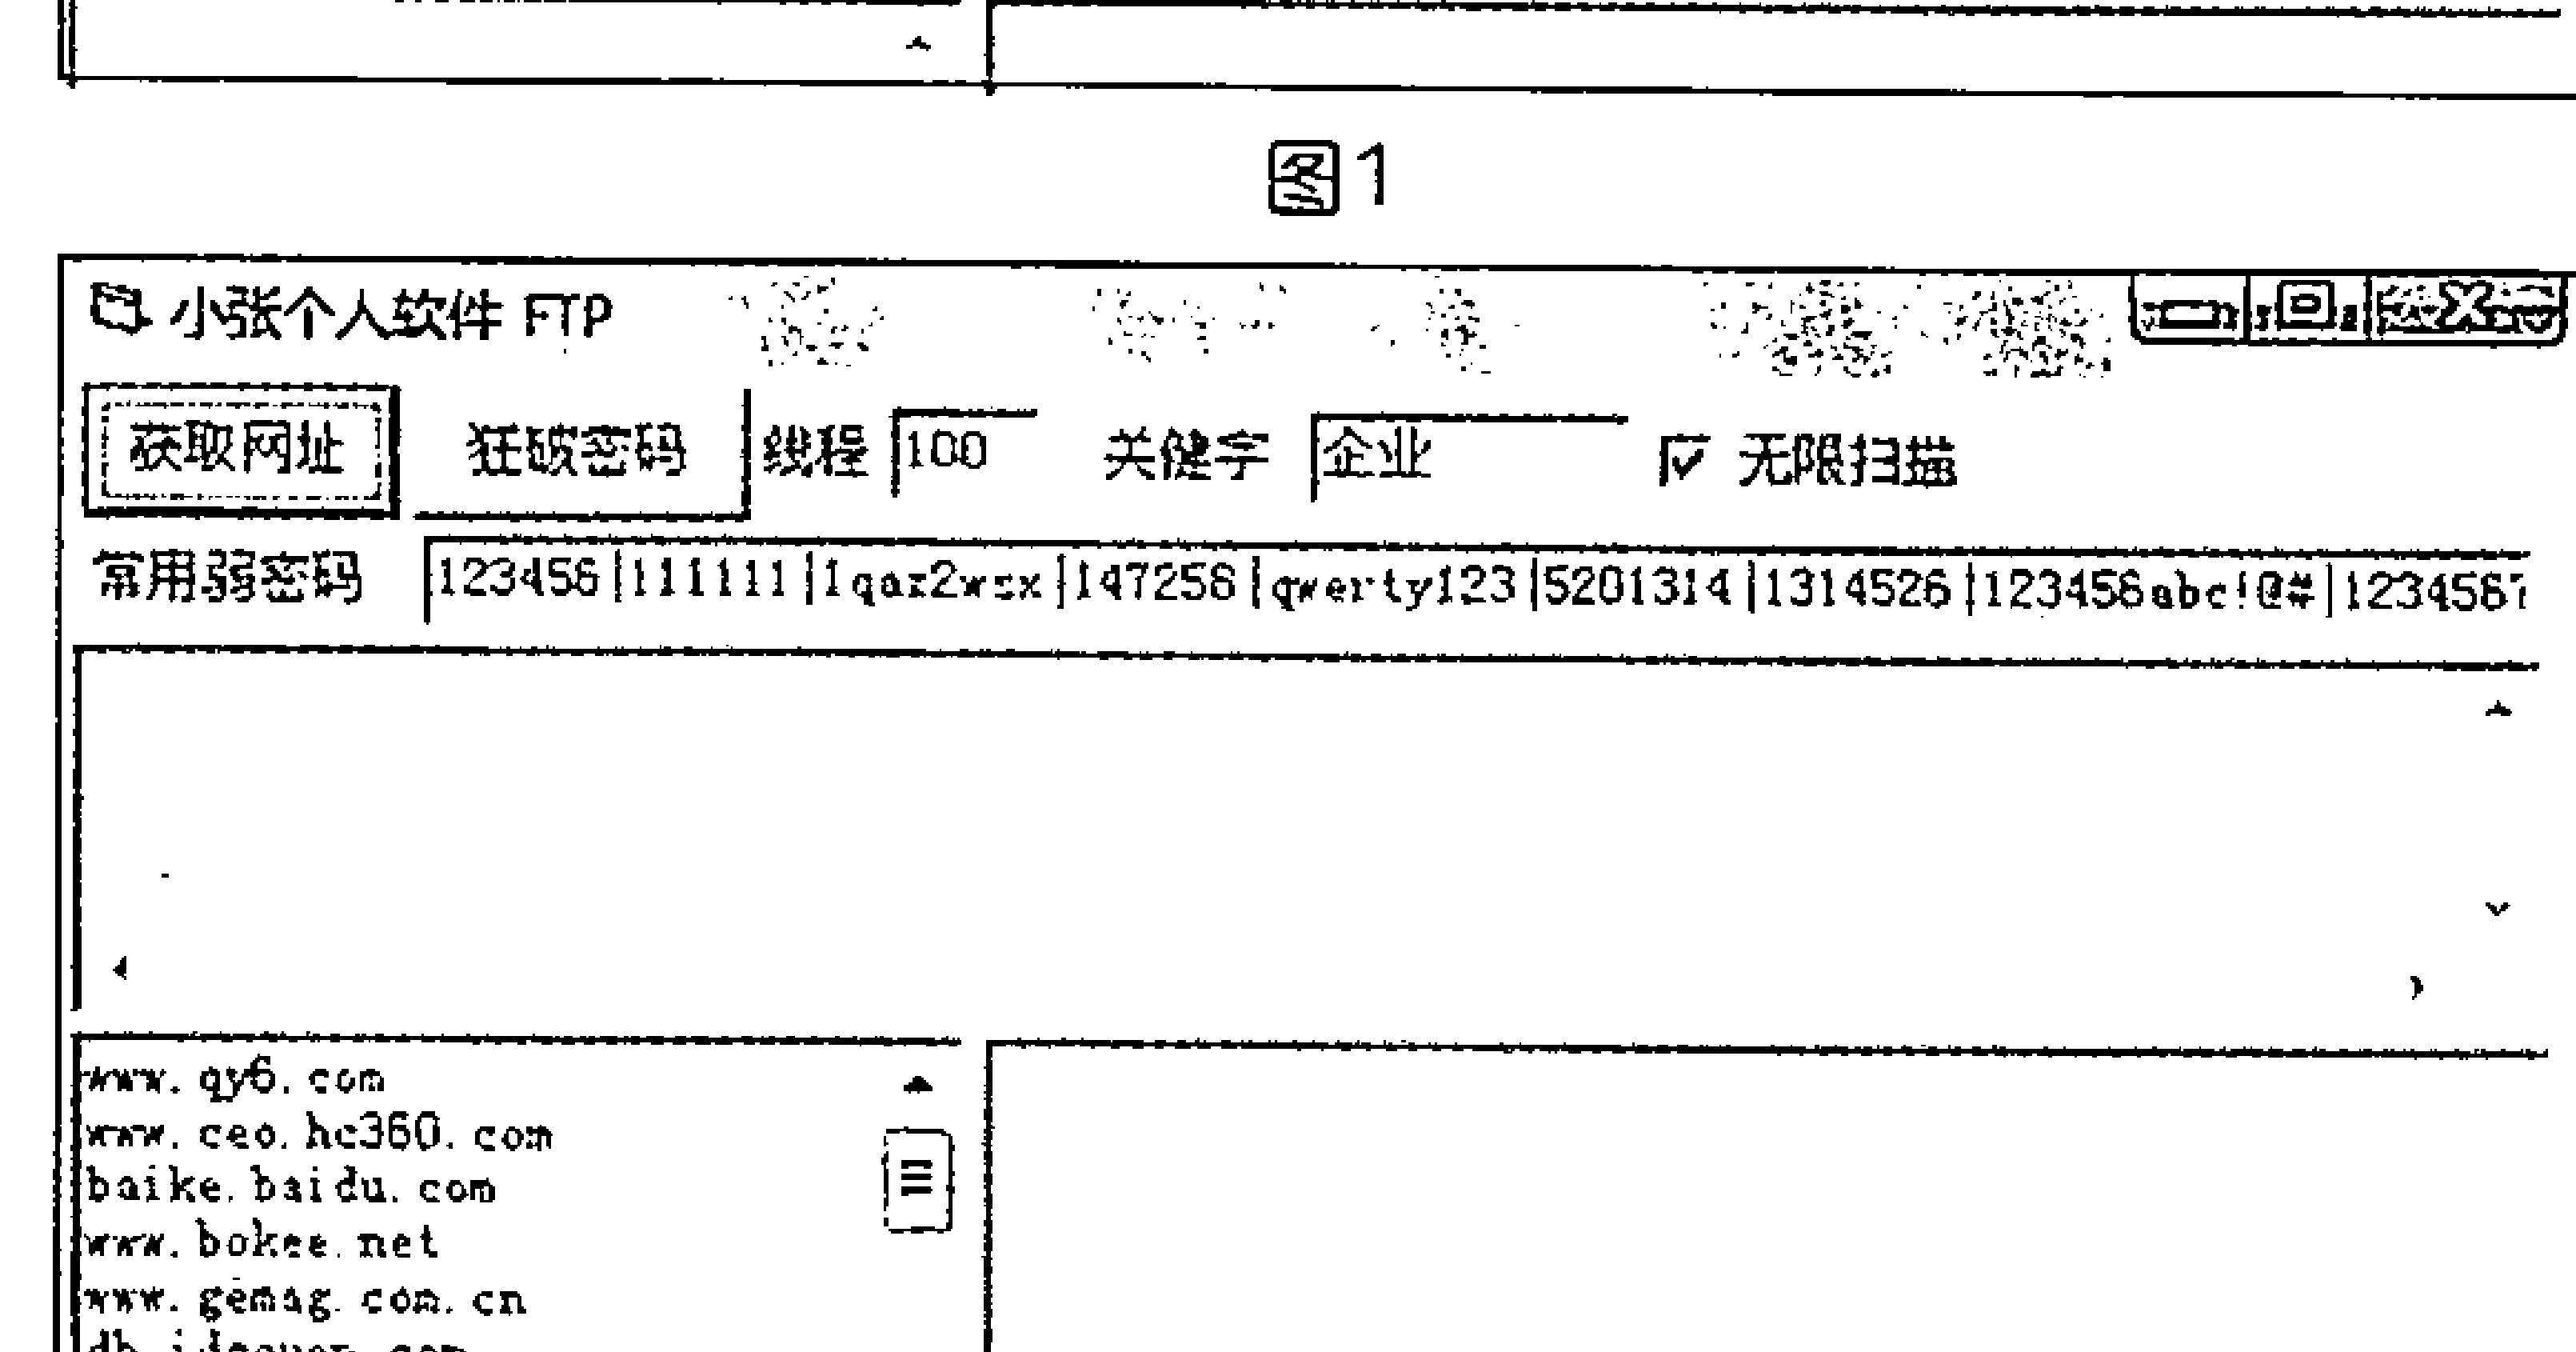 图1
小张个人软件 FTP
获取网址 狂破密码 线程 100 关健字 企业 无限扫描
常用弱密码 123456|111111|1qaz2wsx|147258|qwerty123|5201314|1314526|123456abc!@#|1234567
www.qy6.com
www.ceo.hc360.com
baike.baidu.com
www.bokee.net
www.gemag.com.cn